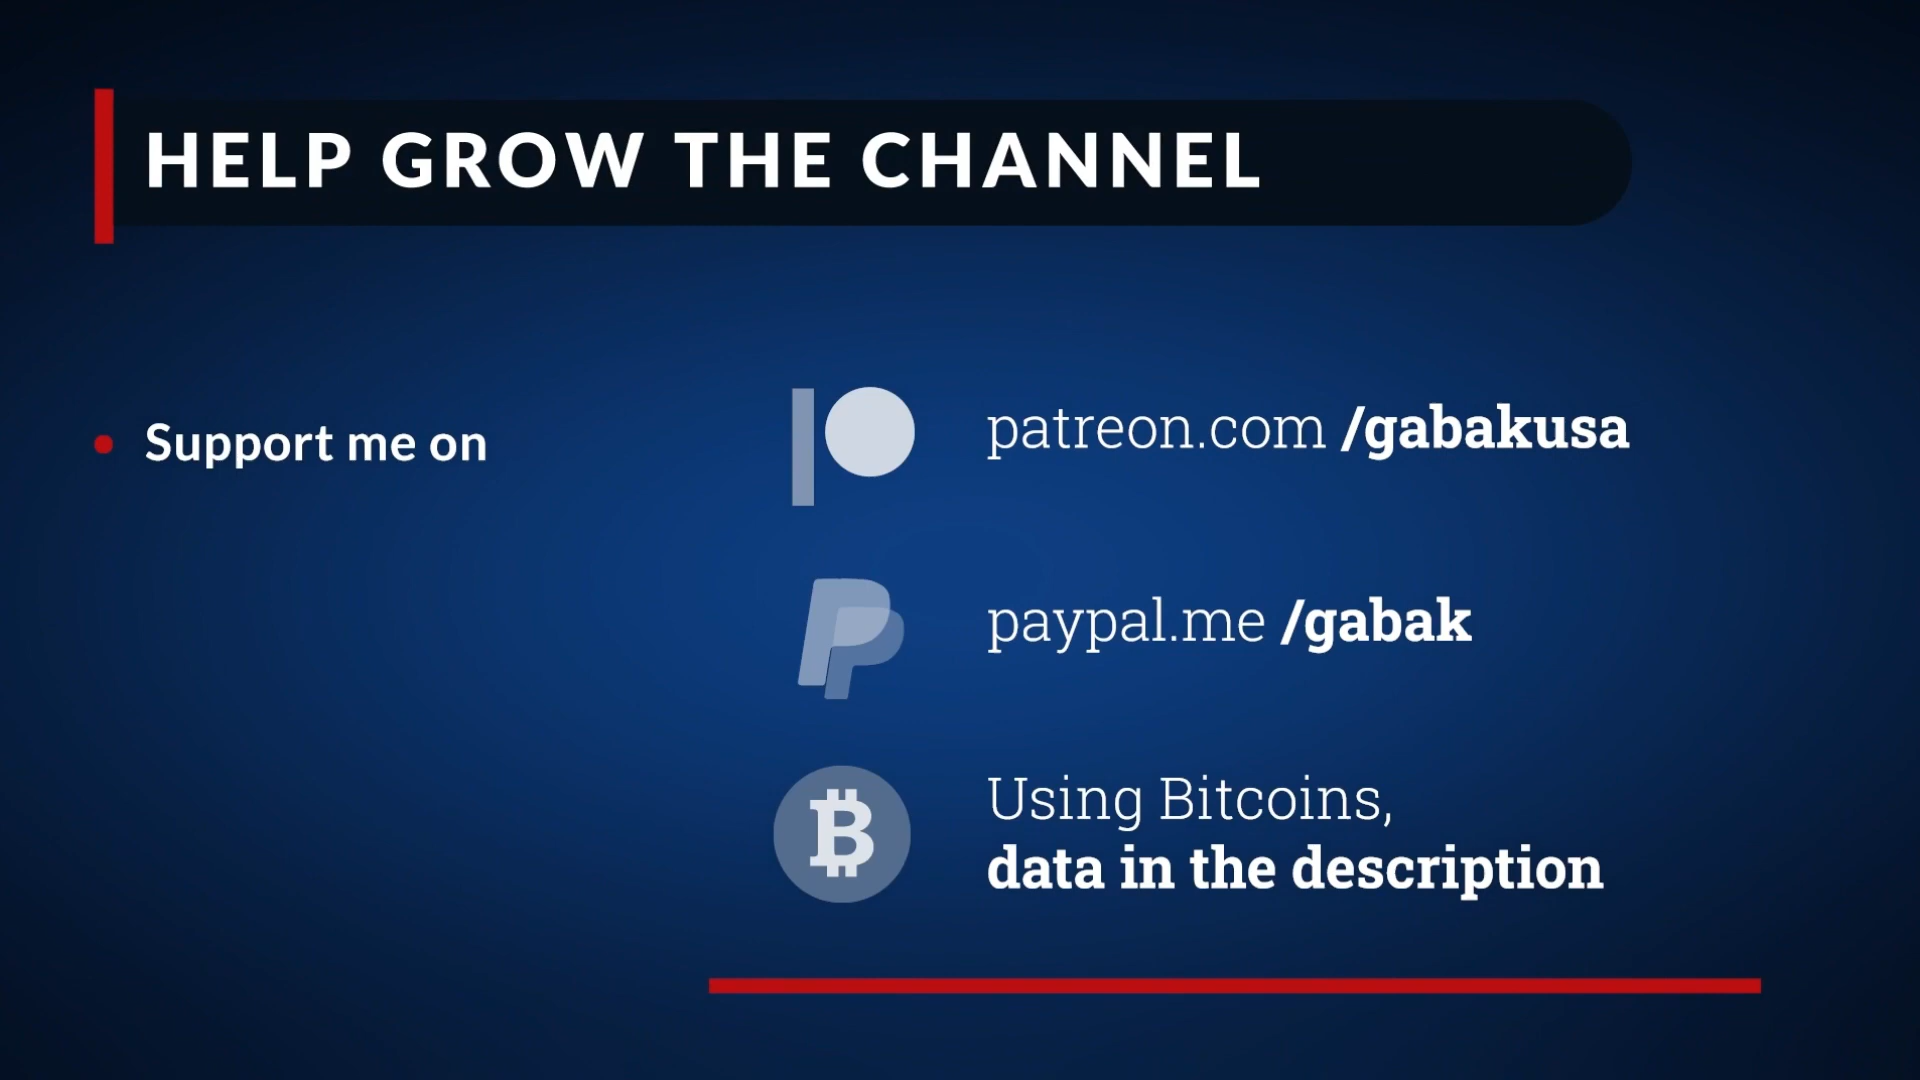 HELP GROW THE CHANNEL
Support me on
patreon.com /gabakusa
paypal.me /gabak
Using Bitcoins,
data in the description